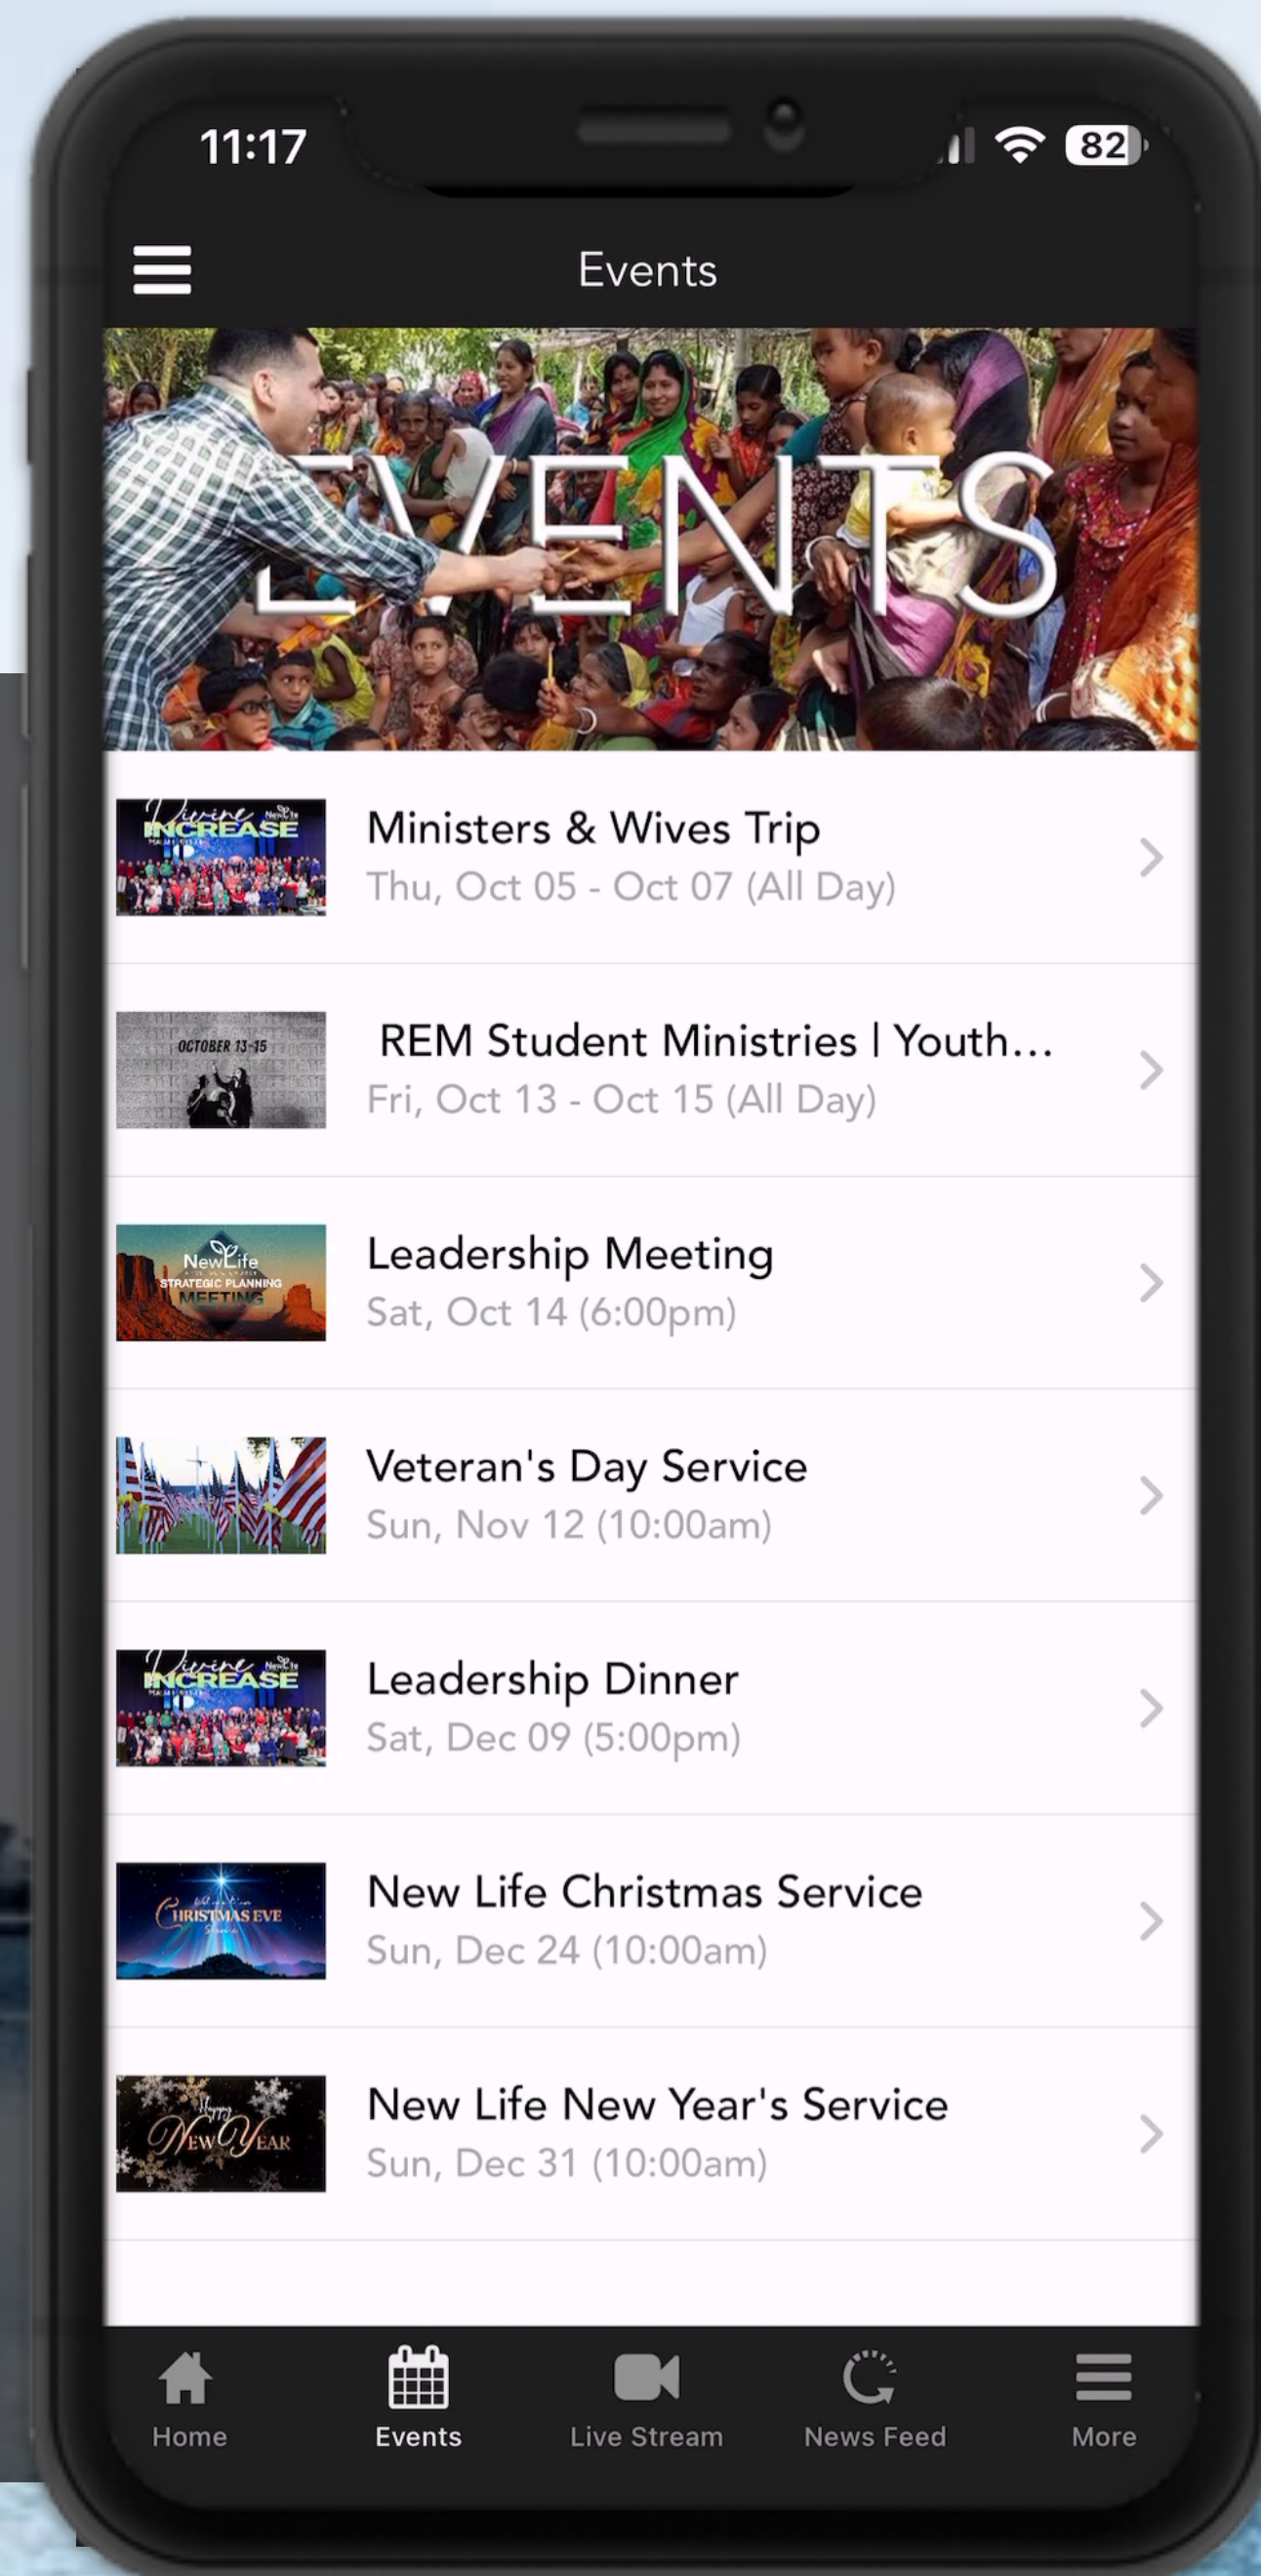 11:17
82
Events
EVENTS
Divine NewLife
INCREASE
Ministers & Wives Trip
Thu, Oct 05 - Oct 07 (All Day)
OCTOBER 13-15
REM Student Ministries | Youth...
Fri, Oct 13 - Oct 15 (All Day)
NewLife
STRATEGIC PLANNING
MEETING
Leadership Meeting
Sat, Oct 14 (6:00pm)
Veteran's Day Service
Sun, Nov 12 (10:00am)
Divine NewLife
INCREASE
Leadership Dinner
Sat, Dec 09 (5:00pm)
CHRISTMAS EVE
New Life Christmas Service
Sun, Dec 24 (10:00am)
Happy
NEW YEAR
New Life New Year's Service
Sun, Dec 31 (10:00am)
Home
Events
Live Stream
News Feed
More